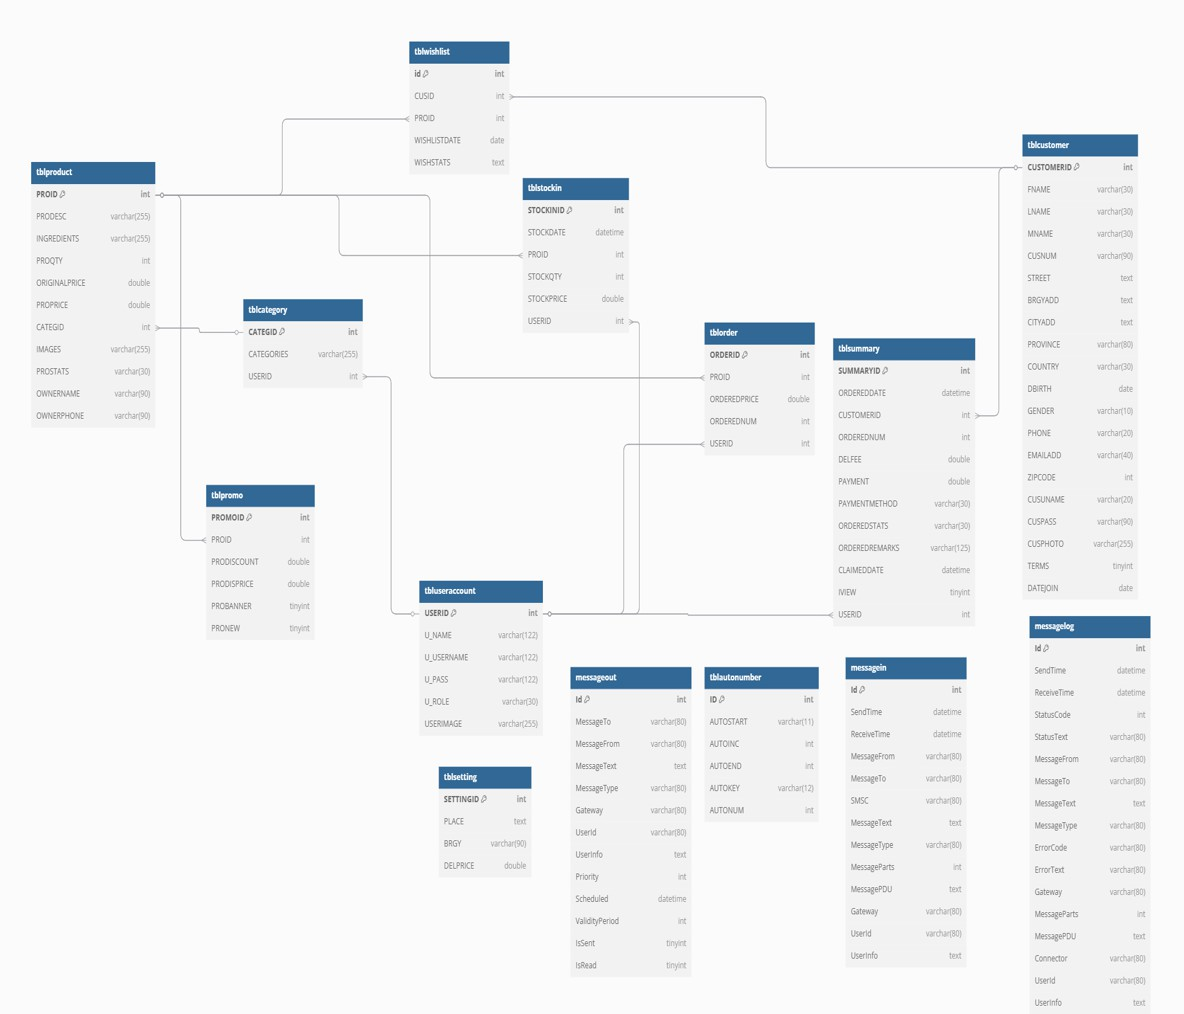 tblwishlist
id int
CUSID int
PROID int
WISHLISTDATE date
WISHSTATS text
tblproduct
PROID int
PRODESC varchar(255)
INGREDIENTS varchar(255)
PROQTY int
ORIGINALPRICE double
PROPRICE double
CATEGID int
IMAGES varchar(255)
PROSTATS varchar(30)
OWNERNAME varchar(90)
OWNERPHONE varchar(90)
tblstockin
STOCKINID int
STOCKDATE datetime
PROID int
STOCKQTY int
STOCKPRICE double
USERID int
tblcategory
CATEGID int
CATEGORIES varchar(255)
USERID int
tblorder
ORDERID int
PROID int
ORDEREDPRICE double
ORDEREDNUM int
USERID int
tblsummary
SUMMARYID int
ORDEREDDATE datetime
CUSTOMERID int
ORDEREDNUM int
DELFEE double
PAYMENT double
PAYMENTMETHOD varchar(30)
ORDEREDSTATS varchar(30)
ORDEREDREMARKS varchar(125)
CLAIMEDDATE datetime
IVIEW tinyint
USERID int
tblcustomer
CUSTOMERID int
FNAME varchar(30)
LNAME varchar(30)
MNAME varchar(30)
CUSNUM varchar(90)
STREET text
BRGYADD text
CITYADD text
PROVINCE varchar(80)
COUNTRY varchar(30)
DBIRTH date
GENDER varchar(10)
PHONE varchar(20)
EMAILADD varchar(40)
ZIPCODE int
CUSUNAME varchar(20)
CUSPASS varchar(90)
CUSPHOTO varchar(255)
TERMS tinyint
DATEJOIN date
tblpromo
PROMOID int
PROID int
PRODISCOUNT double
PRODISPRICE double
PROBANNER tinyint
PRONEW tinyint
tbluseraccount
USERID int
U_NAME varchar(122)
U_USERNAME varchar(122)
U_PASS varchar(122)
U_ROLE varchar(30)
USERIMAGE varchar(255)
tblsetting
SETTINGID int
PLACE text
BRGY varchar(90)
DELPRICE double
messageout
Id int
MessageTo varchar(80)
MessageFrom varchar(80)
MessageText text
MessageType varchar(80)
Gateway varchar(80)
UserId varchar(80)
UserInfo text
Priority int
Scheduled datetime
ValidityPeriod int
IsSent tinyint
IsRead tinyint
tblautonumber
ID int
AUTOSTART varchar(11)
AUTOINC int
AUTOEND int
AUTOKEY varchar(12)
AUTONUM int
messagein
Id int
SendTime datetime
ReceiveTime datetime
MessageFrom varchar(80)
MessageTo varchar(80)
SMSC varchar(80)
MessageText text
MessageType varchar(80)
MessageParts int
MessagePDU text
Gateway varchar(80)
UserId varchar(80)
UserInfo text
messagelog
Id int
SendTime datetime
ReceiveTime datetime
StatusCode int
StatusText varchar(80)
MessageFrom varchar(80)
MessageTo varchar(80)
MessageText text
MessageType varchar(80)
ErrorCode varchar(80)
ErrorText varchar(80)
Gateway varchar(80)
MessageParts int
MessagePDU text
Connector varchar(80)
UserId varchar(80)
UserInfo text